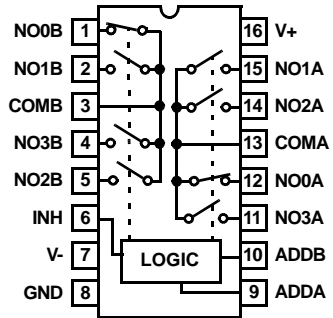 NO0B 1 16 V+
NO1B 2 15 NO1A
COMB 3 14 NO2A
NO3B 4 13 COMA
NO2B 5 12 NO0A
INH 6 11 NO3A
V- 7 LOGIC 10 ADDB
GND 8 9 ADDA